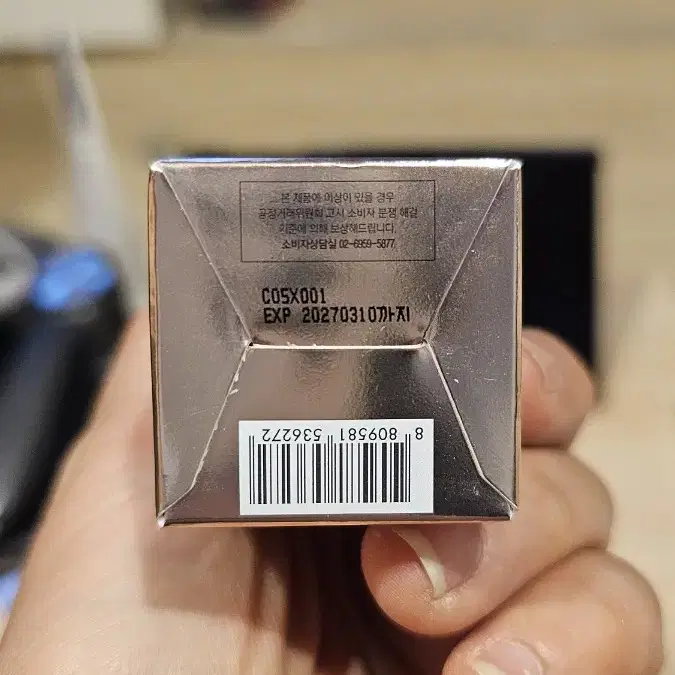 본 제품에 이상이 있을 경우
공정거래위원회 고시 소비자 분쟁 해결
기준에 의해 보상해드립니다.
소비자상담실 02-6959-5877
C05X001
EXP 20270310까지
8 809581 536272